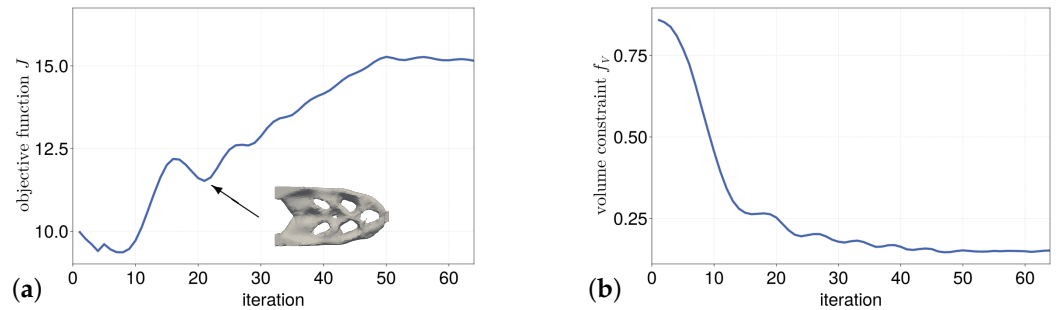 objective function J
15.0
12.5
10.0
0 10 20 30 40 50 60
iteration
(a)
volume constraint f_V
0.75
0.50
0.25
0 10 20 30 40 50 60
iteration
(b)